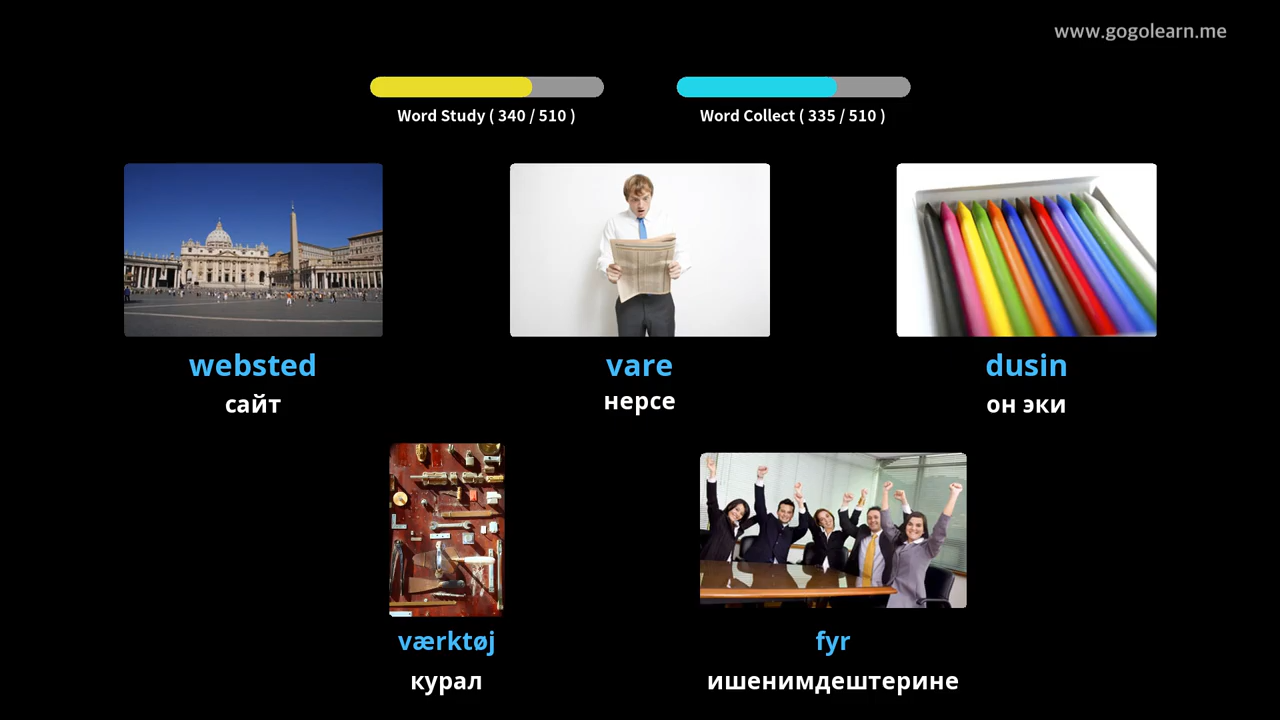 www.gogolearn.me
Word Study ( 340 / 510 )
Word Collect ( 335 / 510 )
websted
сайт
vare
нерсе
dusin
он эки
værktøj
курал
fyr
ишенимдештерине